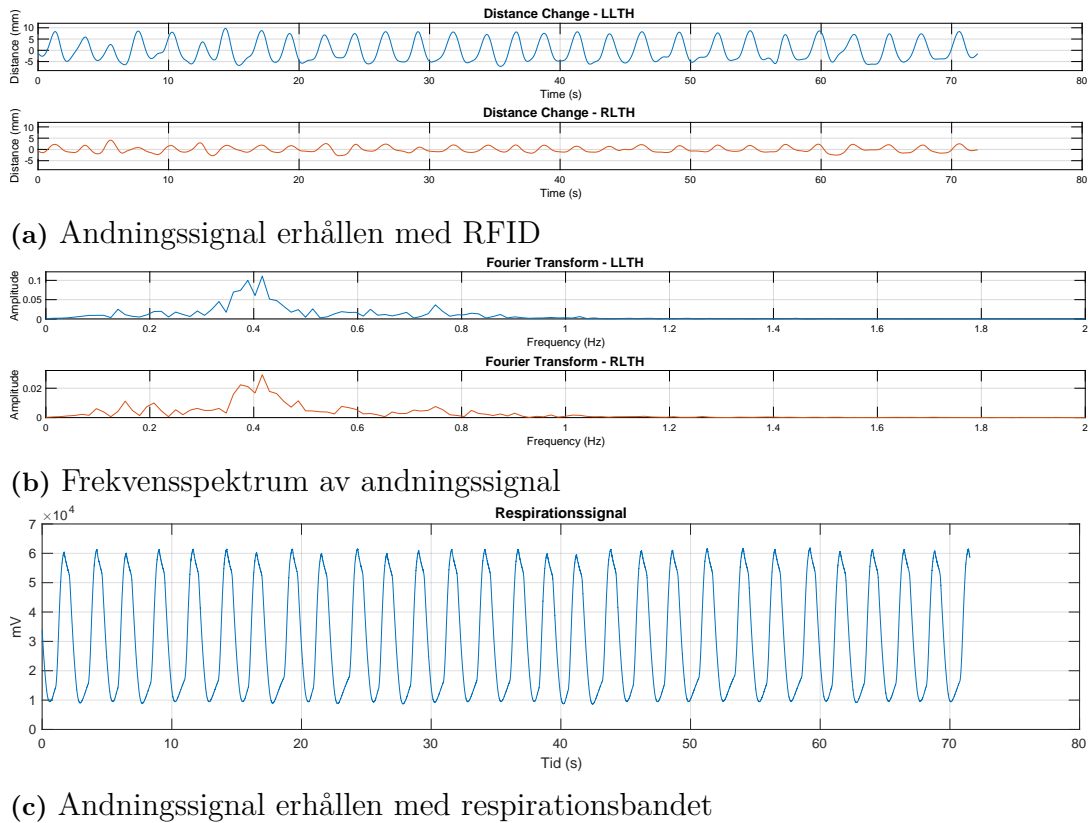 Distance Change - LLTH
Distance (mm)
10
5
0
-5
0 10 20 30 40 50 60 70 80
Time (s)
Distance Change - RLTH
Distance (mm)
10
5
0
-5
0 10 20 30 40 50 60 70 80
Time (s)
(a) Andningssignal erhållen med RFID
Fourier Transform - LLTH
Amplitude
0.1
0.05
0
0 0.2 0.4 0.6 0.8 1 1.2 1.4 1.6 1.8 2
Frequency (Hz)
Fourier Transform - RLTH
Amplitude
0.02
0
0 0.2 0.4 0.6 0.8 1 1.2 1.4 1.6 1.8 2
Frequency (Hz)
(b) Frekvensspektrum av andningssignal
Respirationssignal
×10⁴
mV
7
6
5
4
3
2
1
0
0 10 20 30 40 50 60 70 80
Tid (s)
(c) Andningssignal erhållen med respirationsbandet